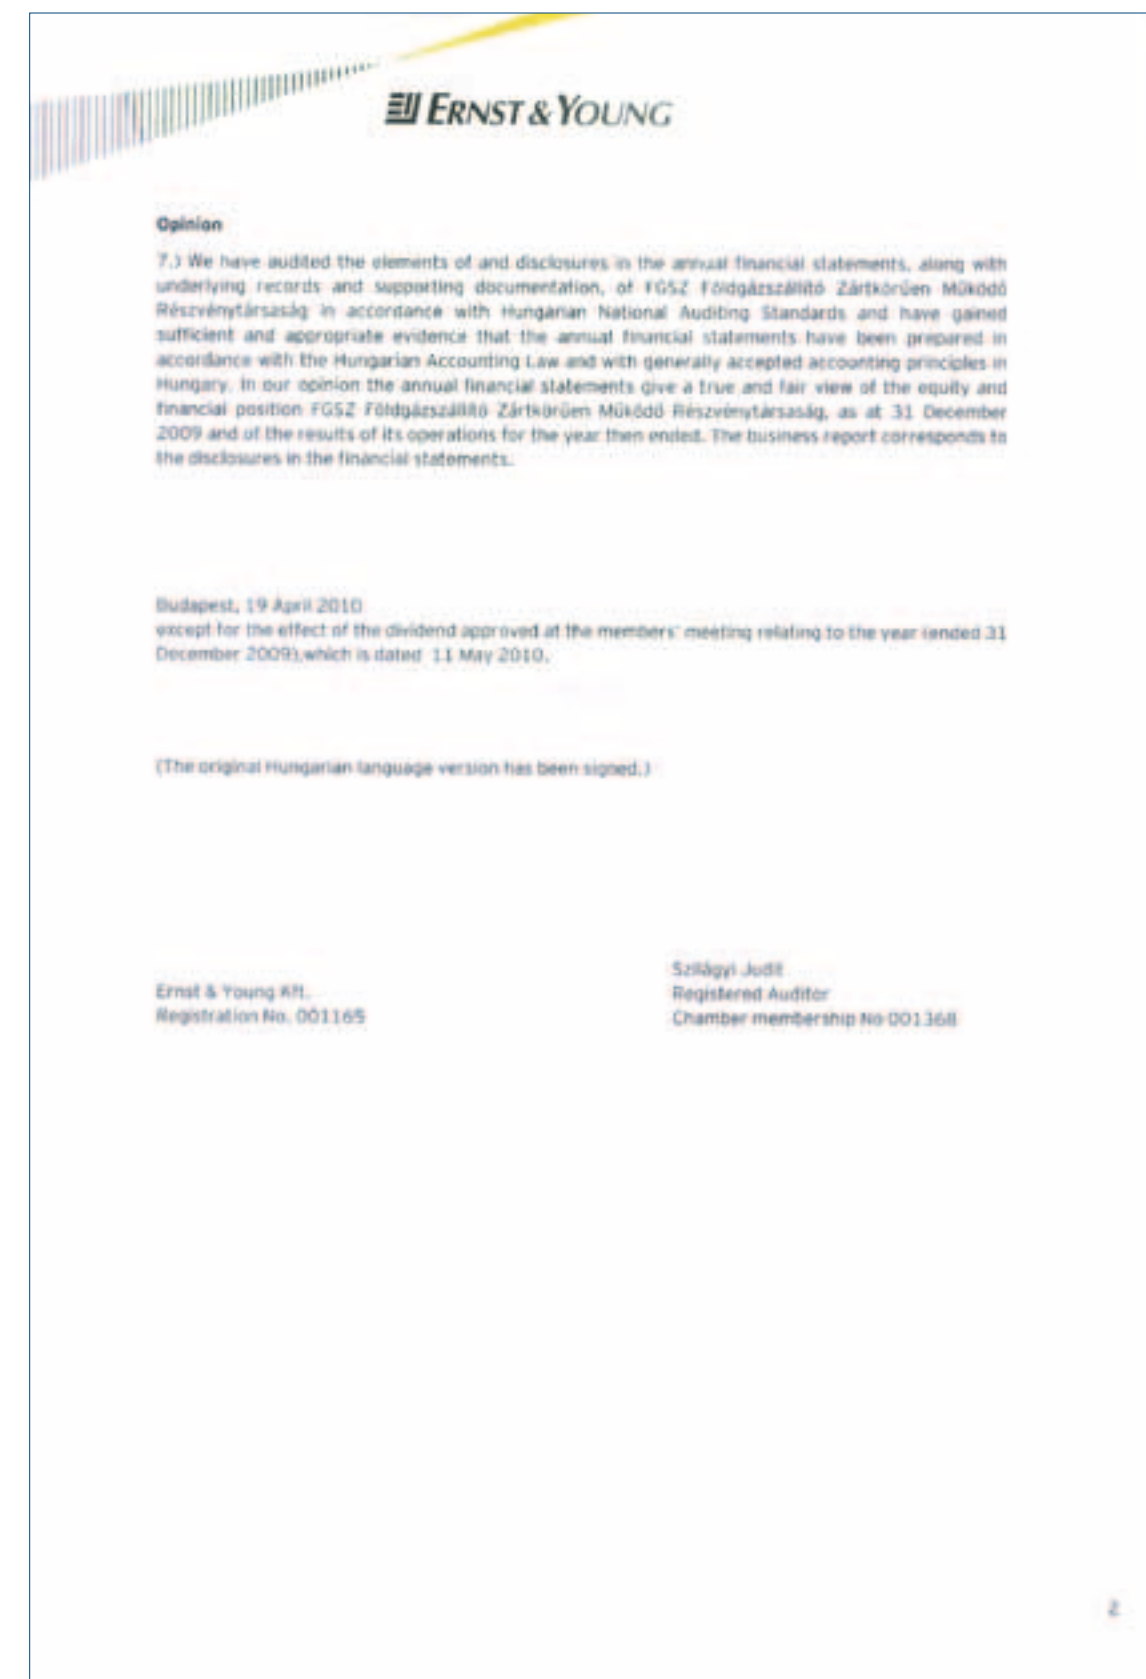 ERNST & YOUNG
Opinion
7.) We have audited the elements of and disclosures in the annual financial statements, along with
underlying records and supporting documentation, of FGSZ Földgázszállító Zártkörűen Működő
Részvénytársaság in accordance with Hungarian National Auditing Standards and have gained
sufficient and appropriate evidence that the annual financial statements have been prepared in
accordance with the Hungarian Accounting Law and with generally accepted accounting principles in
Hungary. In our opinion the annual financial statements give a true and fair view of the equity and
financial position FGSZ Földgázszállító Zártkörűen Működő Részvénytársaság, as at 31 December
2009 and of the results of its operations for the year then ended. The business report corresponds to
the disclosures in the financial statements.
Budapest, 19 April 2010
except for the effect of the dividend approved at the members' meeting relating to the year (ended 31
December 2009),which is dated 11 May 2010.
(The original Hungarian language version has been signed.)
Szilágyi Judit
Ernst & Young Kft.
Registered Auditor
Registration No. 001165
Chamber membership No 001368
2